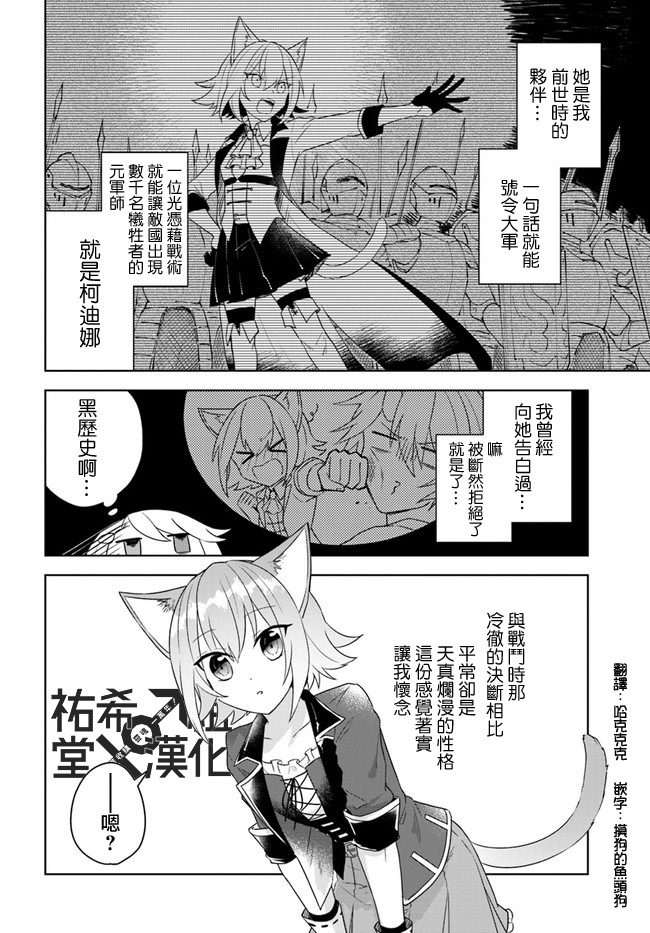 她是我
前世時的
夥伴…
一句話就能
號令大軍
一位光憑藉戰術
就能讓敵國出現
數千名犧牲者的
元軍師
就是柯迪娜
我曾經
向她告白過…
嘛
被斷然拒絕了
就是了…
黑歷史啊…
與戰鬥時那
冷徹的決斷相比
平常卻是
天真爛漫的性格
這份感覺著實
讓我懷念
——嗯?
祐希
堂
漢化組
翻譯：哈克克克
嵌字：摸狗的魚頭狗